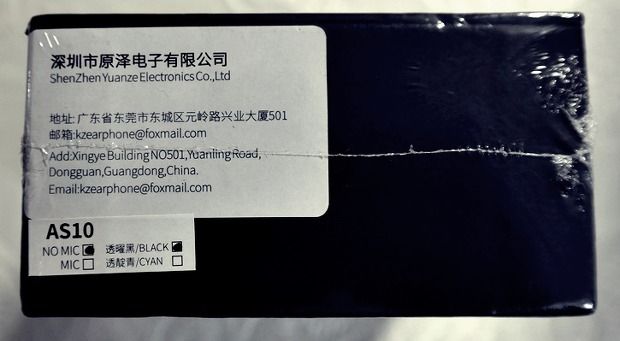 深圳市原泽电子有限公司
ShenZhen Yuanze Electronics Co.,Ltd
地址: 广东省东莞市东城区元岭路兴业大厦501
邮箱:kzearphone@foxmail.com
Add:Xingye Building NO501,Yuanling Road,
Dongguan,Guangdong,China.
Email:kzearphone@foxmail.com
AS10
NO MIC 透曜黑/BLACK
MIC 透靛青/CYAN